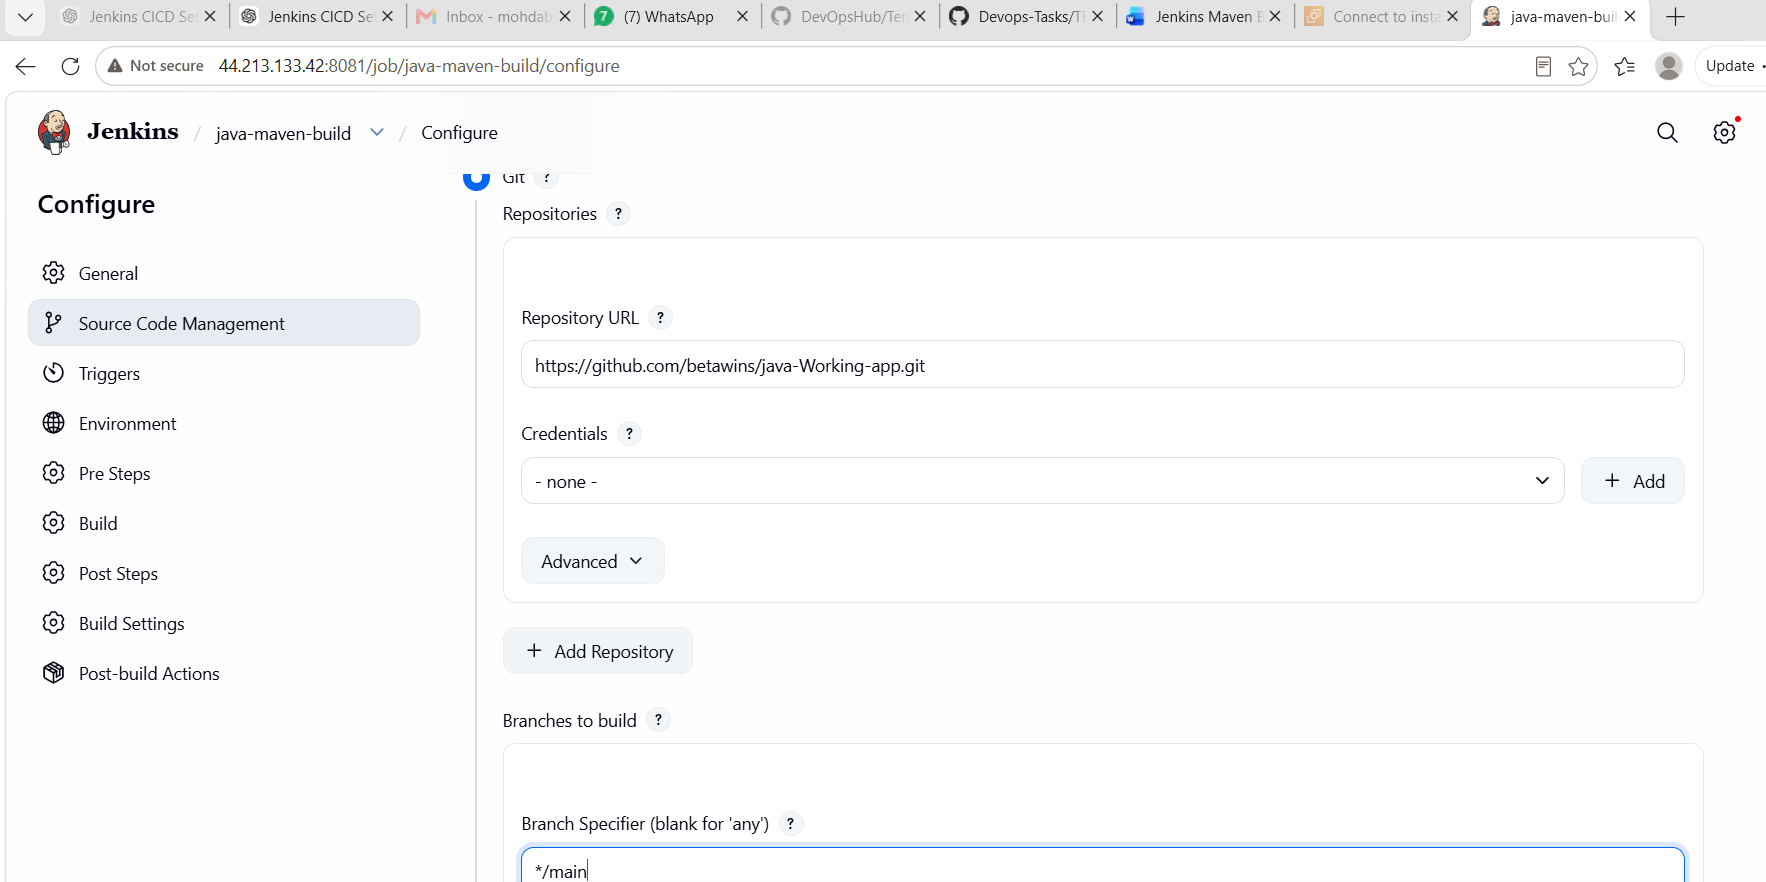 Jenkins CICD Set
Jenkins CICD Set
Inbox - mohdab
7
(7) WhatsApp
DevOpsHub/Ter
Devops-Tasks/T
Jenkins Maven B
Connect to insta
java-maven-buil
Not secure
44.213.133.42:8081/job/java-maven-build/configure
Update
Jenkins / java-maven-build / Configure
Configure
General
Source Code Management
Triggers
Environment
Pre Steps
Build
Post Steps
Build Settings
Post-build Actions
Git ?
Repositories ?
Repository URL ?
https://github.com/betawins/java-Working-app.git
Credentials ?
- none -
+ Add
Advanced
+ Add Repository
Branches to build ?
Branch Specifier (blank for 'any') ?
*/main